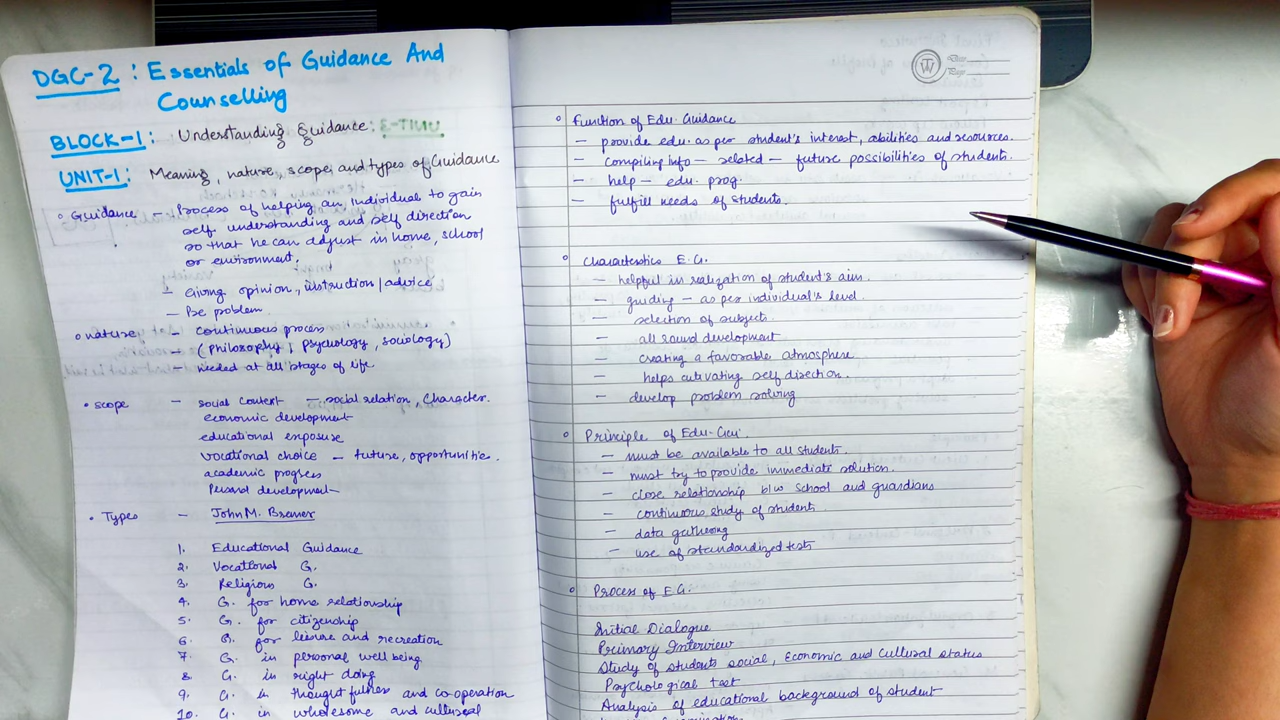 DGC-2 : Essentials of Guidance And
Counselling
BLOCK-1 : Understanding Guidance :
UNIT-1 : Meaning, nature, scope, and types of Guidance
• Guidance — Process of helping an individual to gain
self understanding and self direction
so that he can adjust in home, school
or environment.
— Giving opinion, instruction / advice
— problem
• nature — continuous process
— (Philosophy, psychology, sociology)
— needed at all stages of life
• scope — social context — social relation, character.
economic development
educational exposure
vocational choice — future, opportunities.
academic progress
Personal development
• Types — John M. Brewer
1. Educational Guidance
2. Vocational G.
3. Religious G.
4. G. for home relationship
5. G. for citizenship
6. G. for leisure and recreation
7. G. in personal well being
8. G. in right doing
9. G. in thoughtfulness and co-operation
10. G. in wholesome and cultural
function of Edu. Guidance
— provide edu. as per student's interest, abilities and resources.
— compiling info — related — future possibilities of students.
— help — edu. prog.
— fulfill needs of students.
characteristics E.G.
— helpful in realization of student's aim.
— guiding — as per individual's level.
— selection of subject.
— all round development
— creating a favorable atmosphere.
— helps cutivating self direction.
— develop problem solving
Principle of Edu-Gui.
— must be available to all students.
— must try to provide immediate solution.
— close relationship b/w school and guardians
— continuous study of student.
— data gathering
— use of standardized tests
Process of E.G.
Initial Dialogue
Primary Interview
Study of students social, Economic and cultural status
Psychological test
Analysis of educational background of student